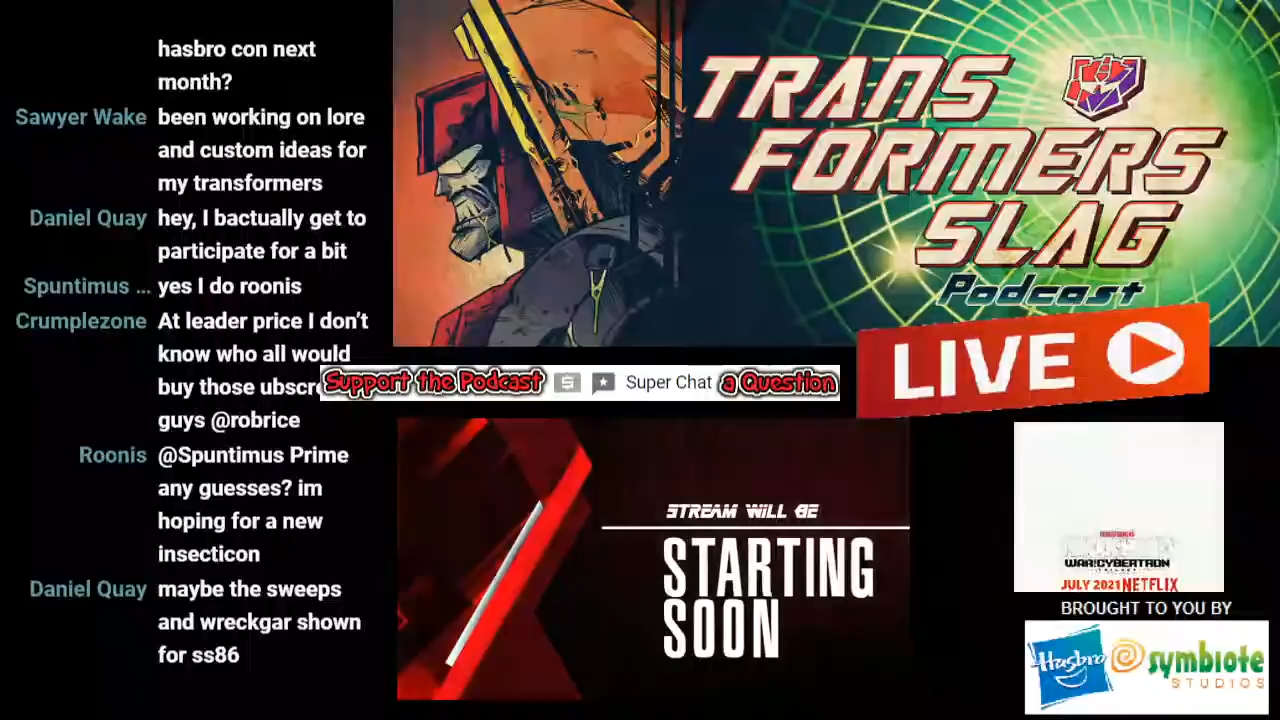 hasbro con next
month?
Sawyer Wake been working on lore
and custom ideas for
my transformers
Daniel Quay hey, I bactually get to
participate for a bit
Spuntimus ... yes I do roonis
Crumplezone At leader price I don't
know who all would
buy those ubscr
guys @robrice
Roonis @Spuntimus Prime
any guesses? im
hoping for a new
insecticon
Daniel Quay maybe the sweeps
and wreckgar shown
for ss86
TRANS
FORMERS
SLAG
Podcast
LIVE
Support the Podcast Super Chat a Question
STREAM WILL BE
STARTING
SOON
WAR CYBERTRON
JULY 2021 NETFLIX
BROUGHT TO YOU BY
Hasbro symbiote
STUDIOS